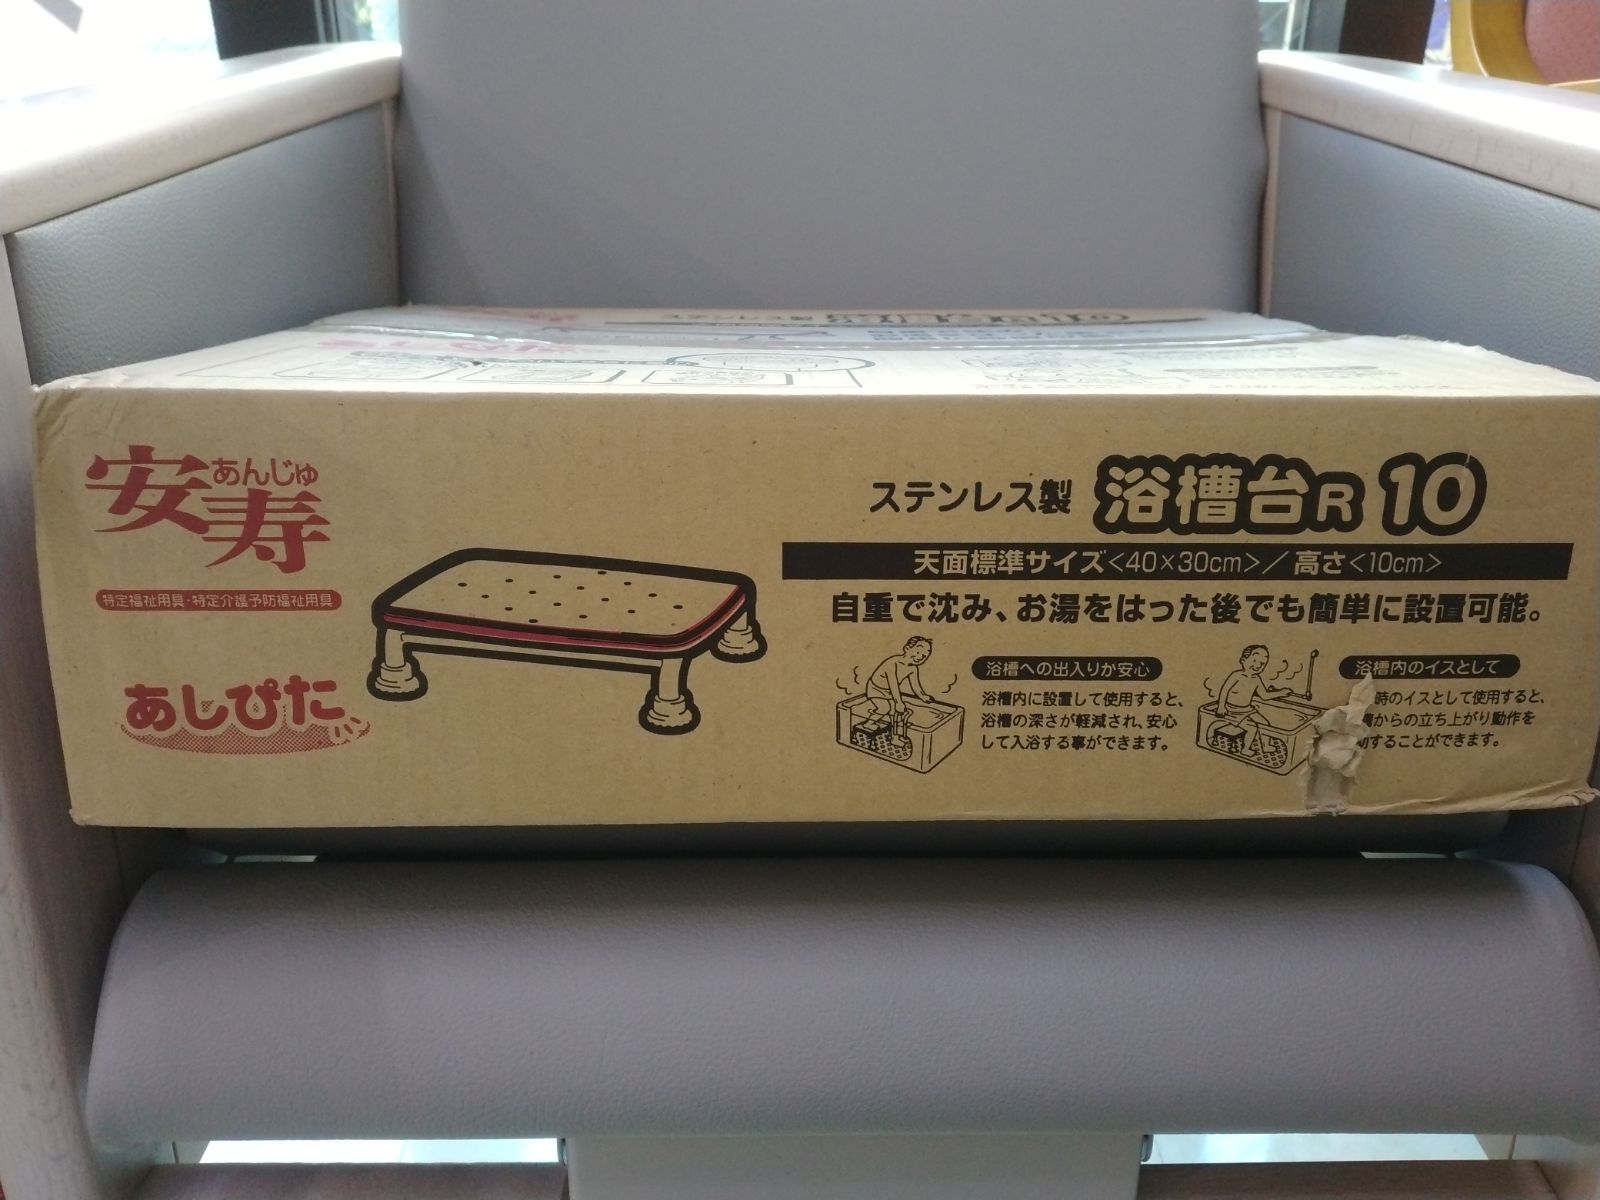 安寿
あんじゅ
特定福祉用具・特定介護予防福祉用具
あしぴた
ステンレス製 浴槽台R 10
天面標準サイズ<40×30cm>/高さ<10cm>
自重で沈み、お湯をはった後でも簡単に設置可能。
浴槽への出入りが安心
浴槽内に設置して使用すると、
浴槽の深さが軽減され、安心
して入浴する事ができます。
浴槽内のイスとして
時のイスとして使用すると、
からの立ち上がり動作を
することができます。